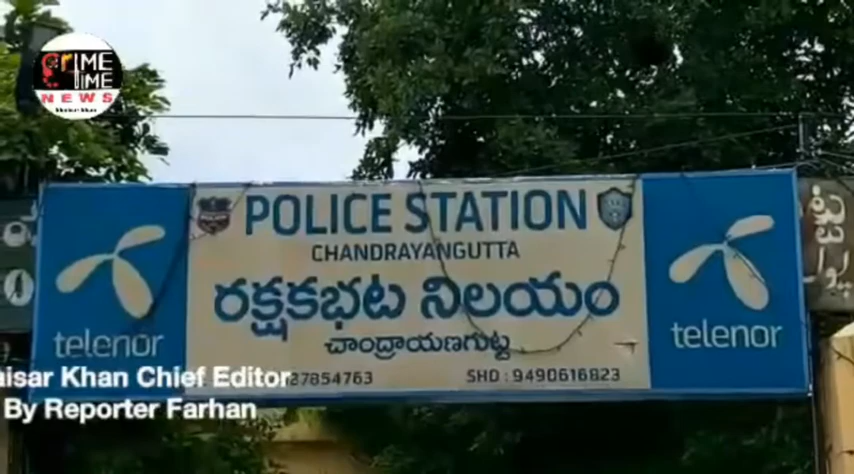 CRIME
TIME
NEWS
POLICE STATION
CHANDRAYANGUTTA
రక్షకభట నిలయం
చాంద్రాయణగుట్ట
27854763 SHO : 9490616823
telenor
telenor
aisar Khan Chief Editor
By Reporter Farhan